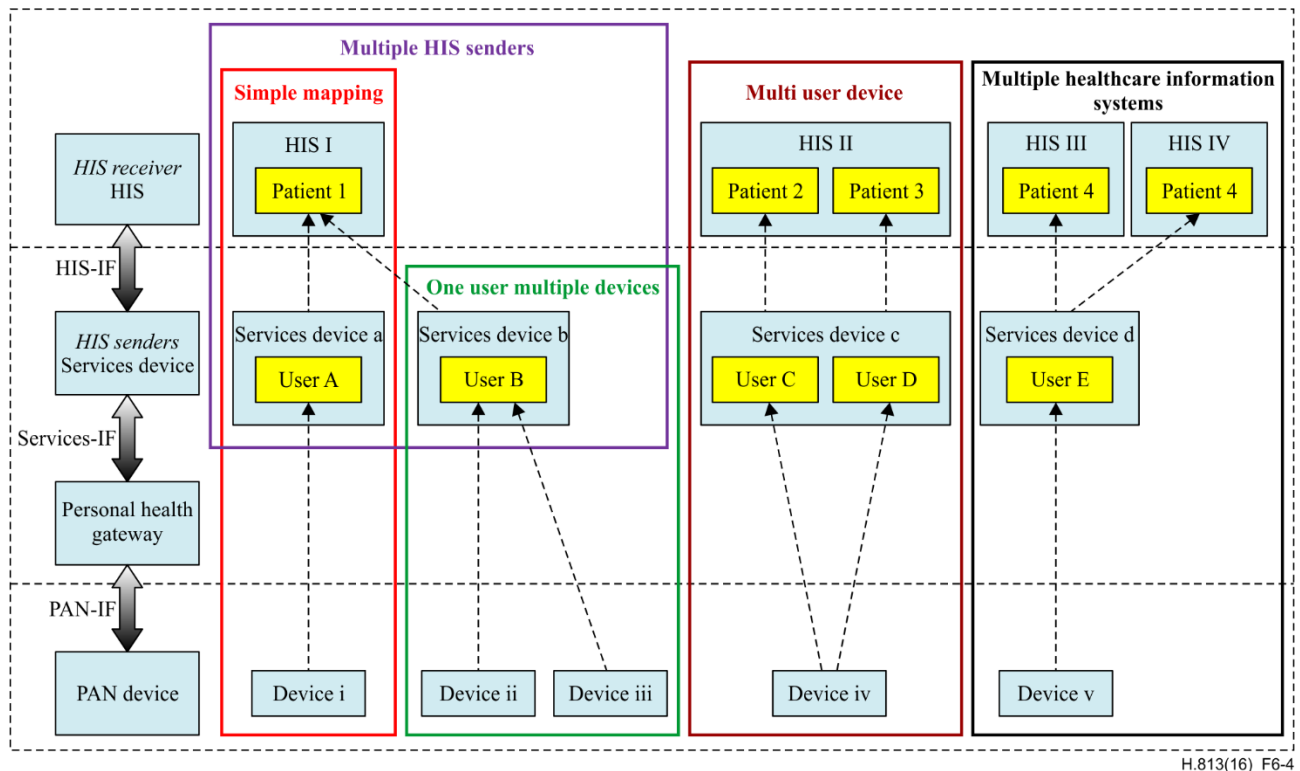 Multiple HIS senders
Simple mapping
Multi user device
Multiple healthcare information
systems
HIS receiver
HIS
HIS I
Patient 1
HIS II
Patient 2
Patient 3
HIS III
Patient 4
HIS IV
Patient 4
HIS-IF
One user multiple devices
HIS senders
Services device
Services device a
User A
Services device b
User B
Services device c
User C
User D
Services device d
User E
Services-IF
Personal health
gateway
PAN-IF
PAN device
Device i
Device ii
Device iii
Device iv
Device v
H.813(16)_F6-4